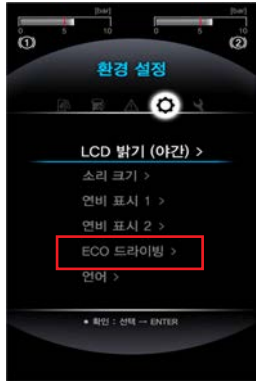 [bar] [bar]
0 5 10 0 5 10
① ②
환경 설정
LCD 밝기 (야간) >
소리 크기 >
연비 표시 1 >
연비 표시 2 >
ECO 드라이빙 >
언어 >
• 확인 : 선택 → ENTER